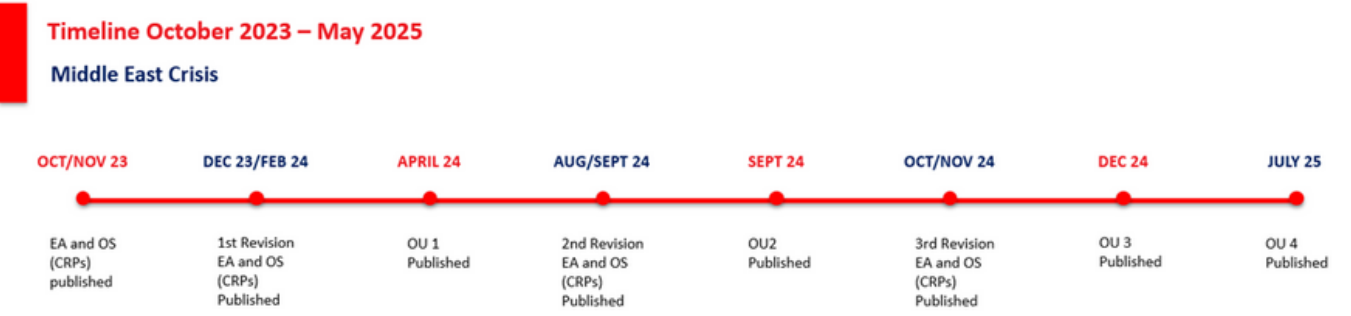 Timeline October 2023 – May 2025
Middle East Crisis
OCT/NOV 23
DEC 23/FEB 24
APRIL 24
AUG/SEPT 24
SEPT 24
OCT/NOV 24
DEC 24
JULY 25
EA and OS
(CRPs)
published
1st Revision
EA and OS
(CRPs)
Published
OU 1
Published
2nd Revision
EA and OS
(CRPs)
Published
OU2
Published
3rd Revision
EA and OS
(CRPs)
Published
OU 3
Published
OU 4
Published